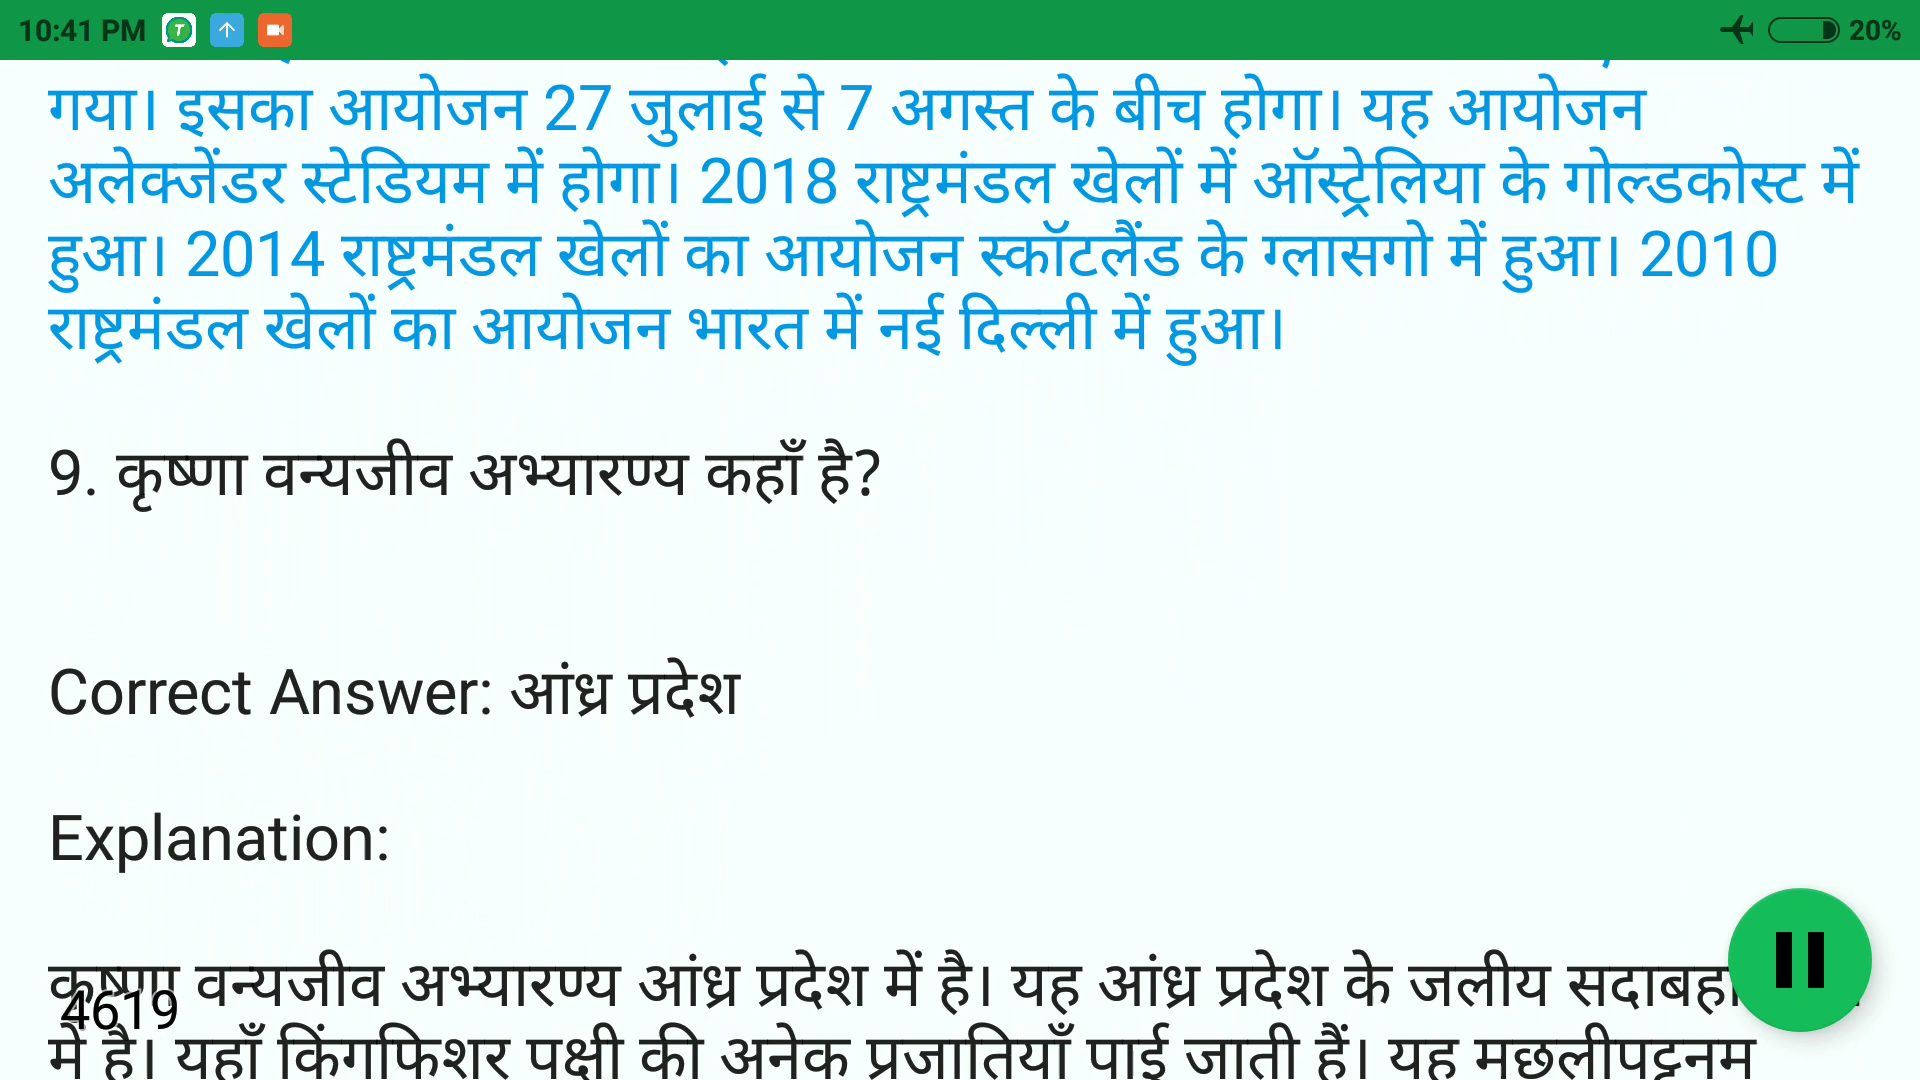 10:41 PM
20%
गया। इसका आयोजन 27 जुलाई से 7 अगस्त के बीच होगा। यह आयोजन
अलेक्जेंडर स्टेडियम में होगा। 2018 राष्ट्रमंडल खेलों में ऑस्ट्रेलिया के गोल्डकोस्ट में
हुआ। 2014 राष्ट्रमंडल खेलों का आयोजन स्कॉटलैंड के ग्लासगो में हुआ। 2010
राष्ट्रमंडल खेलों का आयोजन भारत में नई दिल्ली में हुआ।
9. कृष्णा वन्यजीव अभ्यारण्य कहाँ है?
Correct Answer: आंध्र प्रदेश
Explanation:
कृष्णा वन्यजीव अभ्यारण्य आंध्र प्रदेश में है। यह आंध्र प्रदेश के जलीय
4619
में है। यहाँ किंगफिशर पक्षी की अनेक प्रजातियाँ पाई जाती हैं। यह मछलीपट्टनम